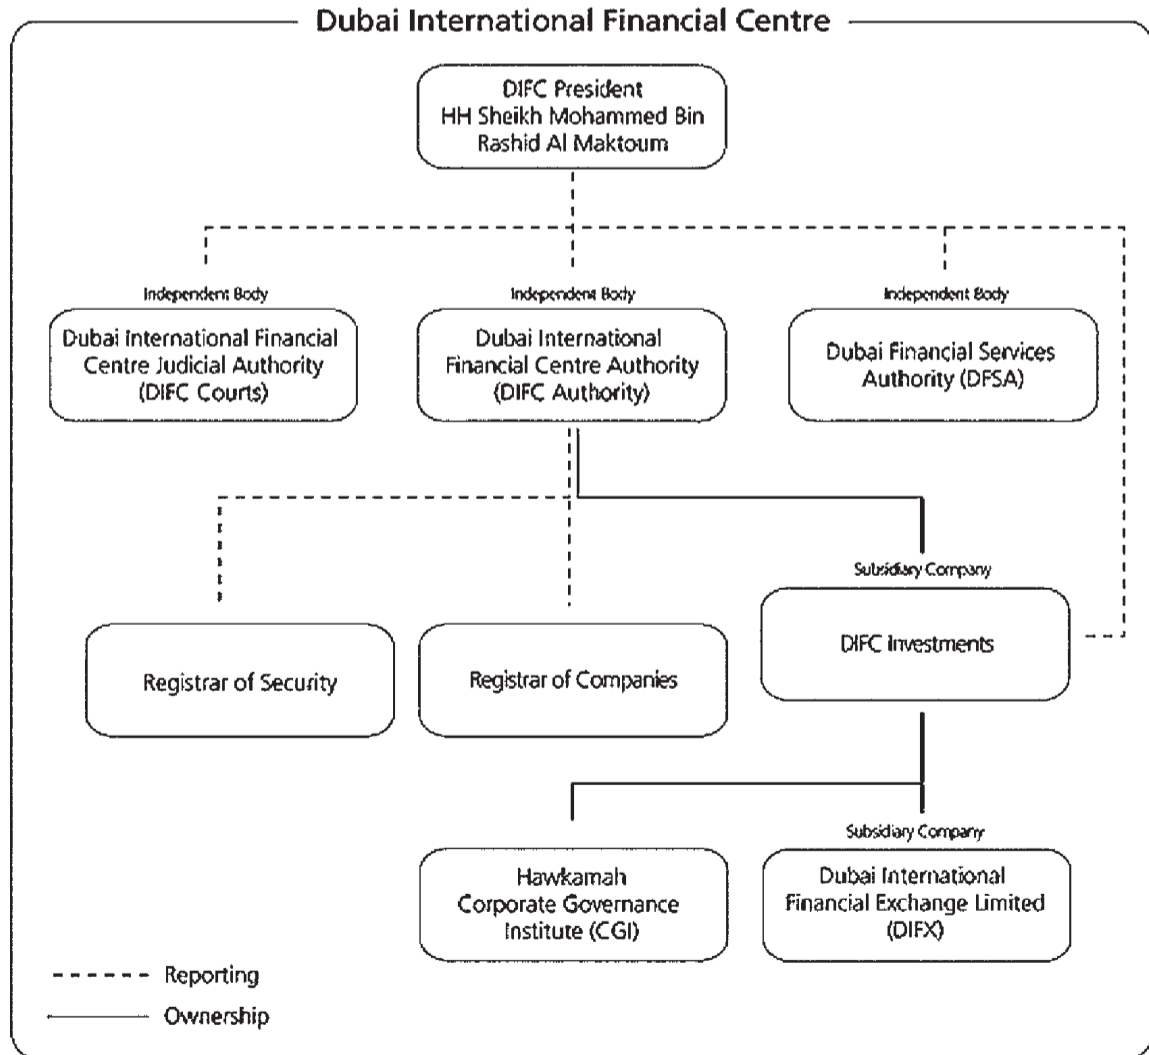 Dubai International Financial Centre
DIFC President
HH Sheikh Mohammed Bin
Rashid Al Maktoum
Independent Body
Dubai International Financial
Centre Judicial Authority
(DIFC Courts)
Independent Body
Dubai International
Financial Centre Authority
(DIFC Authority)
Independent Body
Dubai Financial Services
Authority (DFSA)
Registrar of Security
Registrar of Companies
Subsidiary Company
DIFC Investments
Hawkamah
Corporate Governance
Institute (CGI)
Subsidiary Company
Dubai International
Financial Exchange Limited
(DIFX)
Reporting
Ownership